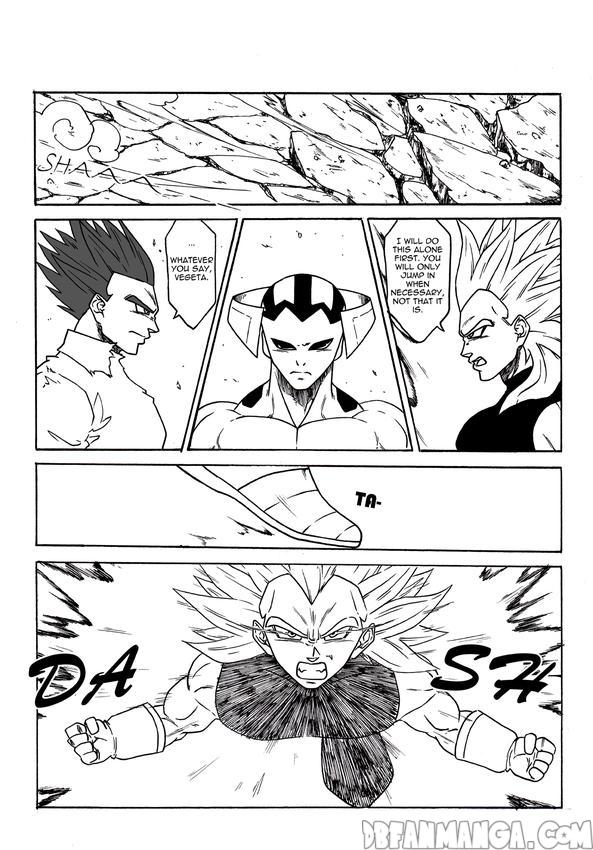 SHAAAA
I WILL DO
THIS ALONE
FIRST. YOU
WILL ONLY
JUMP IN
WHEN
NECESSARY,
NOT THAT IT
IS.
WHATEVER
YOU SAY,
VEGETA.
TA-
DA SH
DBFANMANGA.COM